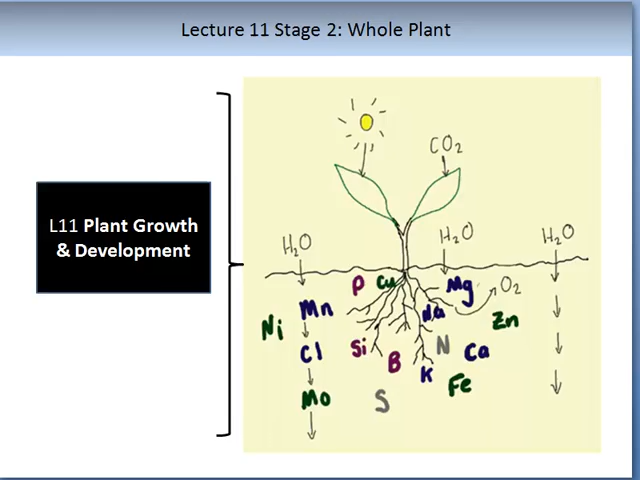 Lecture 11 Stage 2: Whole Plant
L11 Plant Growth
& Development
CO2
H2O
H2O
H2O
P
Cu
Mg
O2
Mn
Na
Zn
Ni
Cl
Si
B
N
Ca
K
Fe
Mo
S